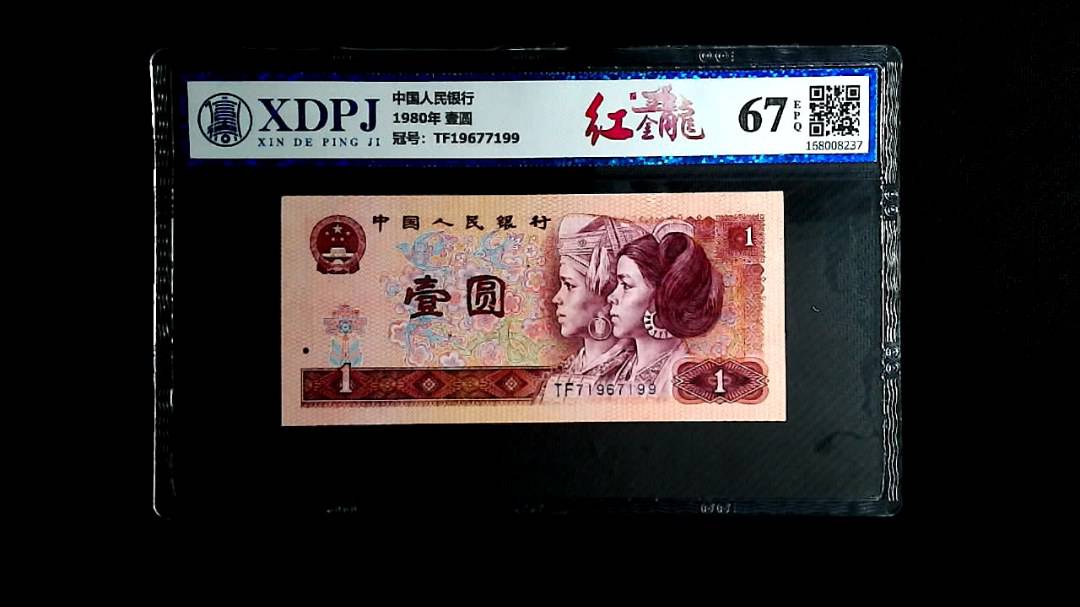 XDPJ
XIN DE PING JI
中国人民银行
1980年 壹圆
冠号: TF19677199
红金龍
67
EPQ
158008237
中国人民银行
壹圆
1
1
TF71967199
1